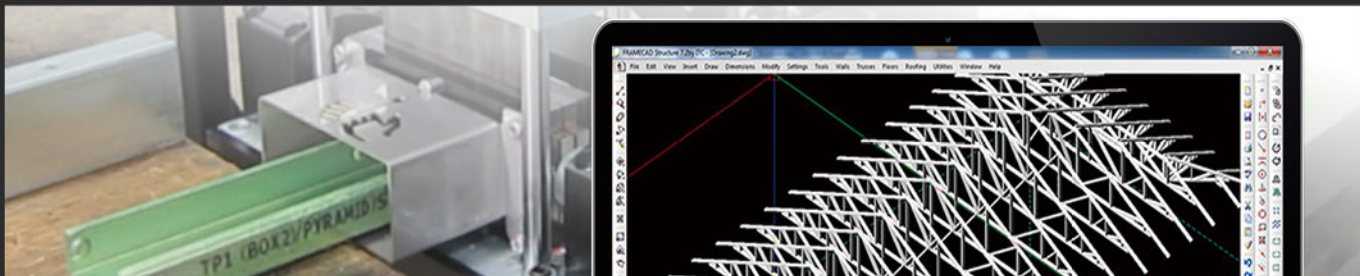 TP1 (BOX2)/PYRAMID/S
FRAMECAD Structure 7.2by ITC - [Drawing2.dwg]
File Edit View Insert Draw Dimensions Modify Settings Tools Walls Trusses Floors Roofing Utilities Window Help